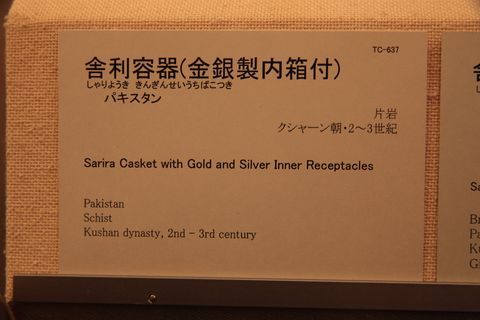 TC-637
舎利容器(金銀製内箱付)
しゃりようき きんぎんせいうちばこつき
パキスタン
片岩
クシャーン朝・2～3世紀
Sarira Casket with Gold and Silver Inner Receptacles
Pakistan
Schist
Kushan dynasty, 2nd - 3rd century